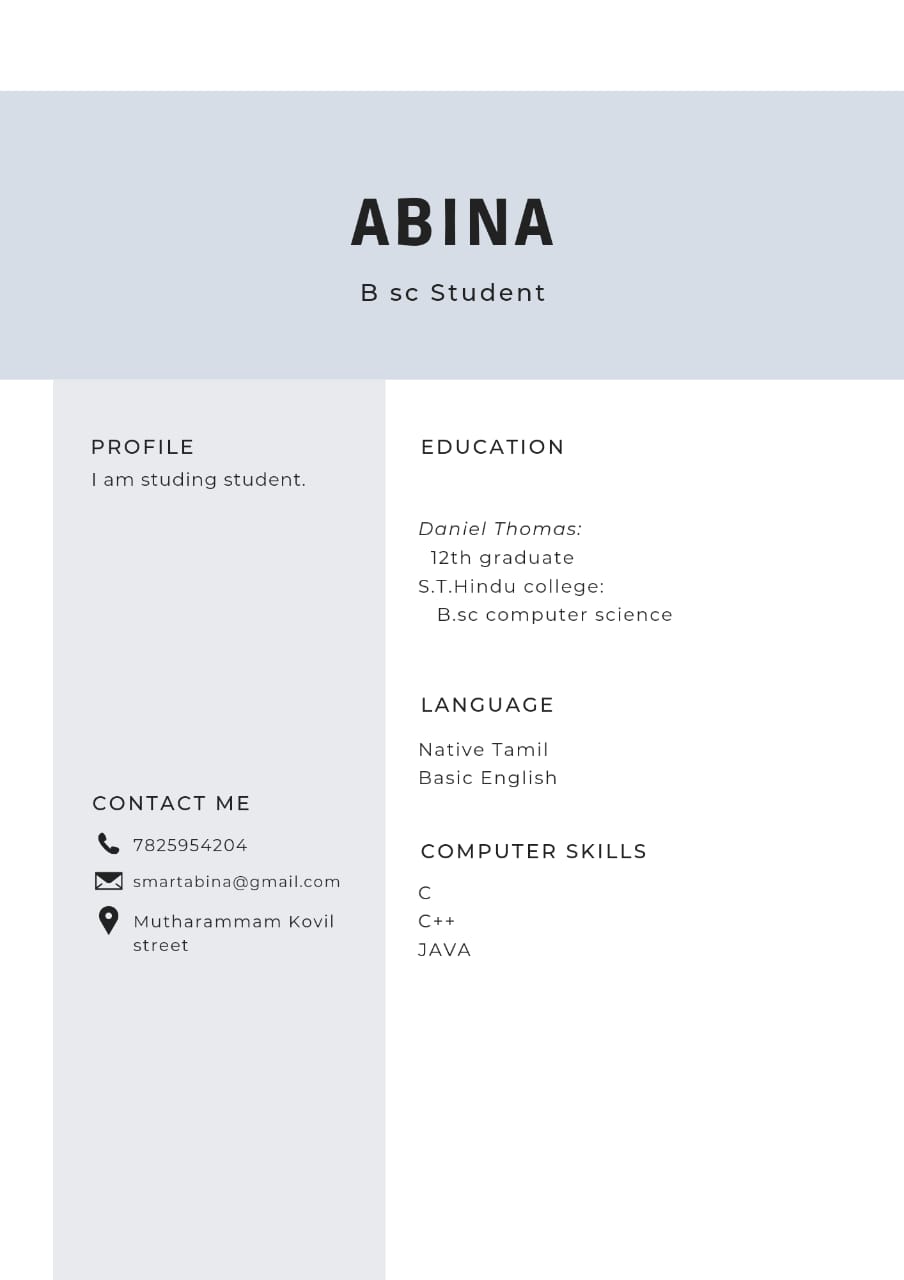 ABINA
B sc Student
PROFILE
I am studing student.
CONTACT ME
7825954204
smartabina@gmail.com
Mutharammam Kovil
street
EDUCATION
Daniel Thomas:
12th graduate
S.T.Hindu college:
B.sc computer science
LANGUAGE
Native Tamil
Basic English
COMPUTER SKILLS
C
C++
JAVA